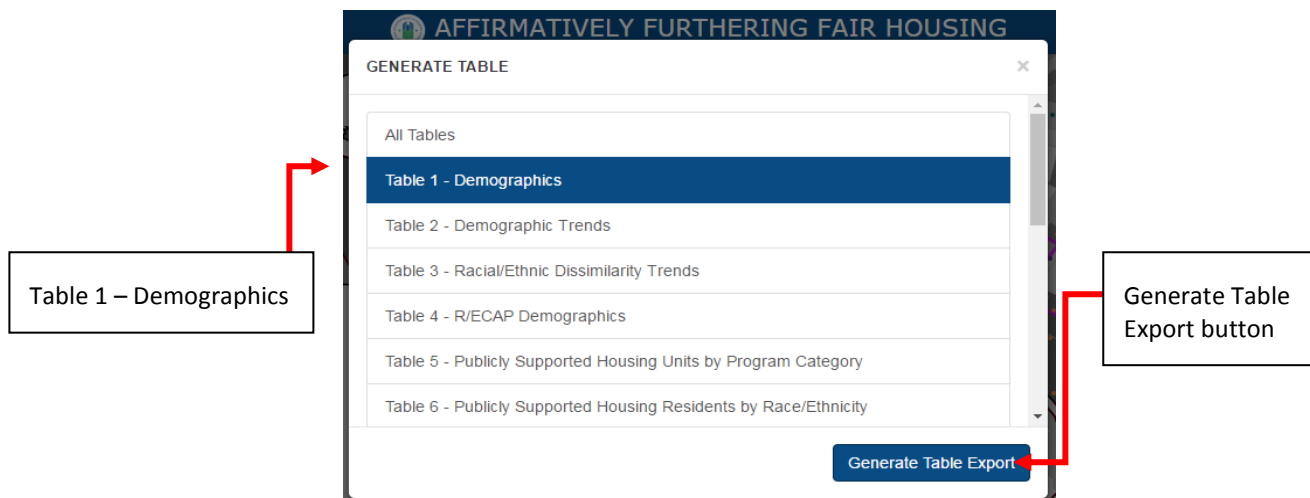 AFFIRMATIVELY FURTHERING FAIR HOUSING
GENERATE TABLE ×
All Tables
Table 1 - Demographics
Table 2 - Demographic Trends
Table 3 - Racial/Ethnic Dissimilarity Trends
Table 4 - R/ECAP Demographics
Table 5 - Publicly Supported Housing Units by Program Category
Table 6 - Publicly Supported Housing Residents by Race/Ethnicity
Generate Table Export
Table 1 – Demographics
Generate Table
Export button